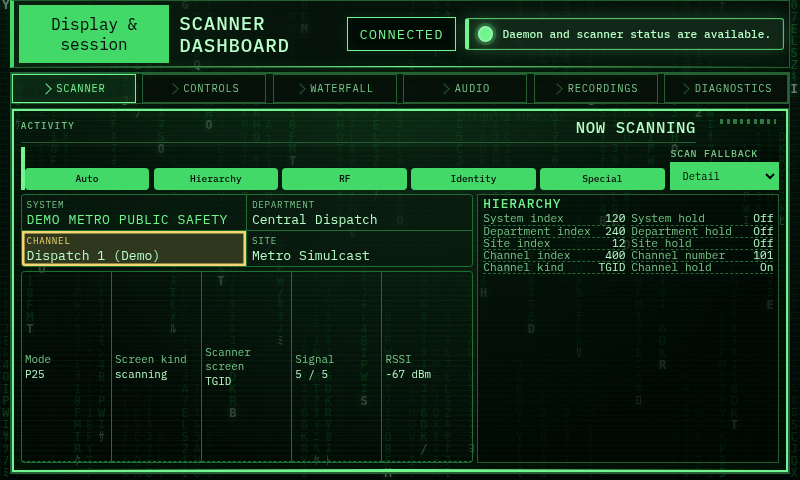 Display &
session
SCANNER
DASHBOARD
CONNECTED
Daemon and scanner status are available.
SCANNER
CONTROLS
WATERFALL
AUDIO
RECORDINGS
DIAGNOSTICS
ACTIVITY
NOW SCANNING
Auto
Hierarchy
RF
Identity
Special
SCAN FALLBACK
Detail
SYSTEM
DEMO METRO PUBLIC SAFETY
DEPARTMENT
Central Dispatch
CHANNEL
Dispatch 1 (Demo)
SITE
Metro Simulcast
HIERARCHY
System index 120 System hold Off
Department index 240 Department hold Off
Site index 12 Site hold Off
Channel index 400 Channel number 101
Channel kind TGID Channel hold On
Mode
P25
Screen kind
scanning
Scanner
screen
TGID
Signal
5 / 5
RSSI
-67 dBm